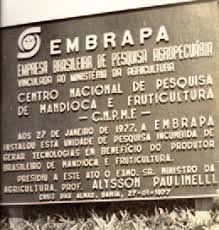 EMBRAPA
EMPRESA BRASILEIRA DE PESQUISA AGROPECUÁRIA
VINCULADA AO MINISTÉRIO DA AGRICULTURA
CENTRO NACIONAL DE PESQUISA
DE MANDIOCA E FRUTICULTURA
- C.N.P.M.F. -
AOS 27 DE JANEIRO DE 1977, A EMBRAPA
INSTALOU ESTA UNIDADE DE PESQUISA INCUMBIDA DE
GERAR TECNOLOGIAS EM BENEFÍCIO DO PRODUTOR
BRASILEIRO DE MANDIOCA E FRUTICULTURA.
PRESIDIU A ESTE ATO O EXMO. SR. MINISTRO DA
AGRICULTURA, PROF. ALYSSON PAULINELLI.
CRUZ DAS ALMAS, BAHIA, 27-01-1977